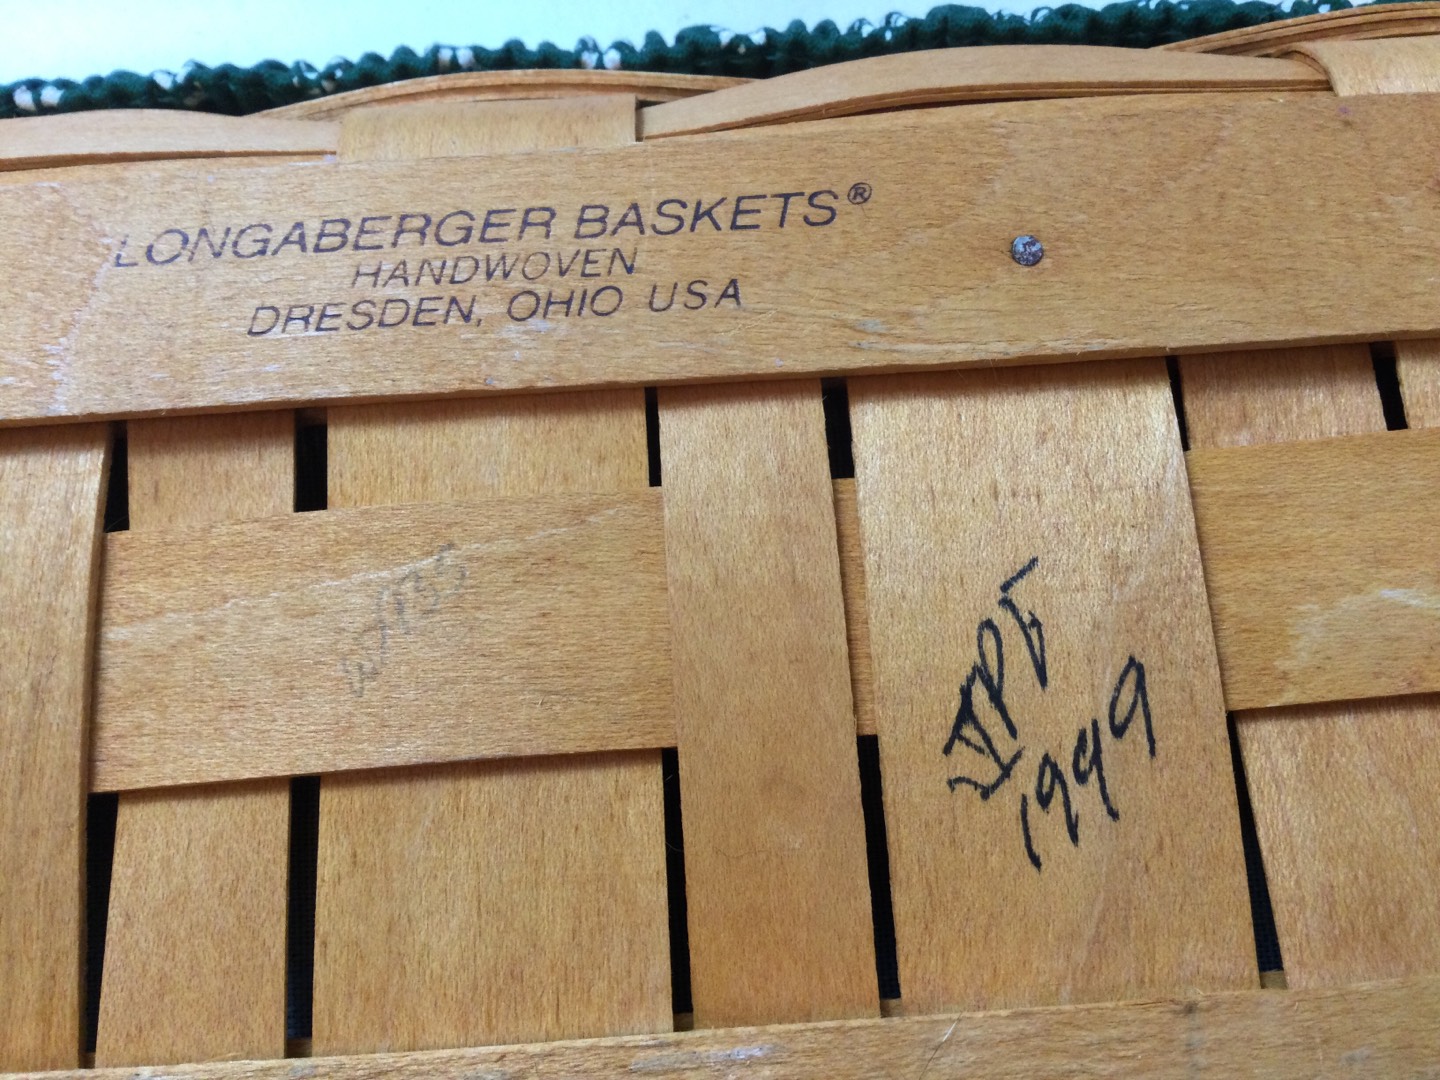 LONGABERGER BASKETS®
HANDWOVEN
DRESDEN, OHIO USA
1999